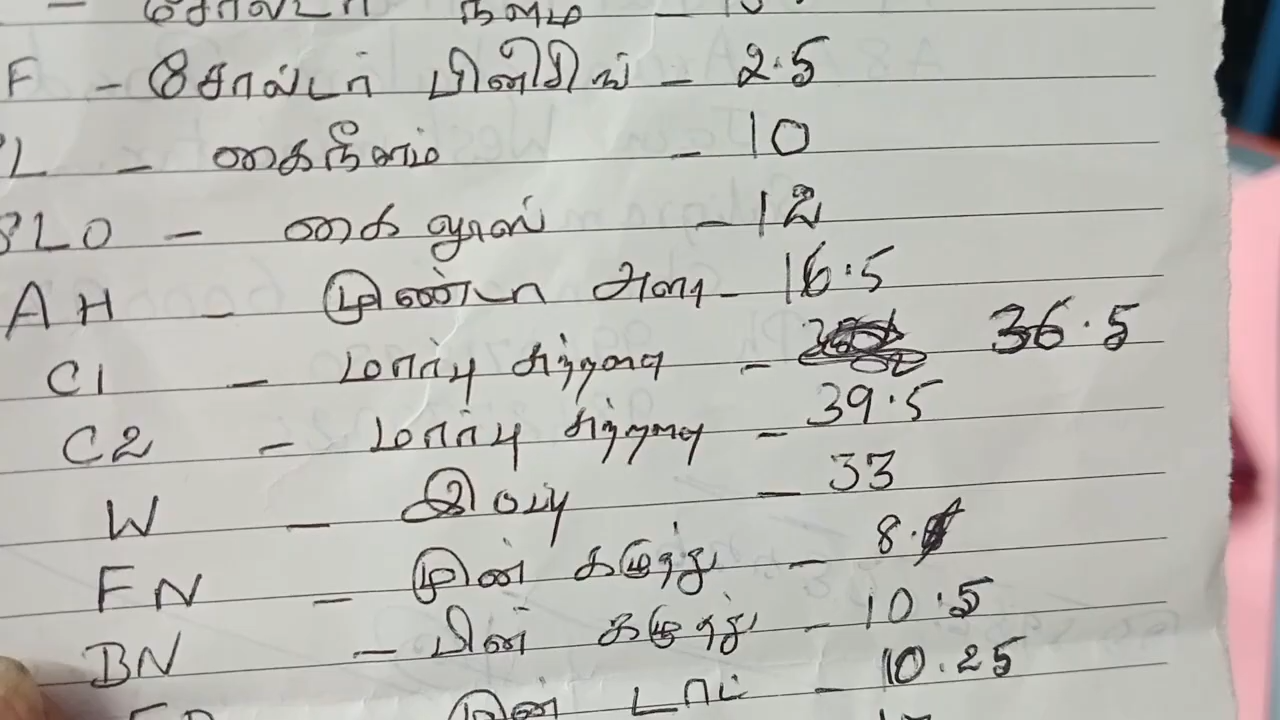 F - சோல்டர் பின்ரிங் - 2.5
L - கைநீளம் - 10
SLO - கை லூஸ் - 12
AH - முண்டா அளவு - 16.5
C1 - மார்பு சுற்றளவு - 36.5
C2 - மார்பு சுற்றளவு - 39.5
W - இடுப்பு - 33
FN - முன் கழுத்து - 8.
BN - பின் கழுத்து - 10.5
முன் டாட் - 10.25